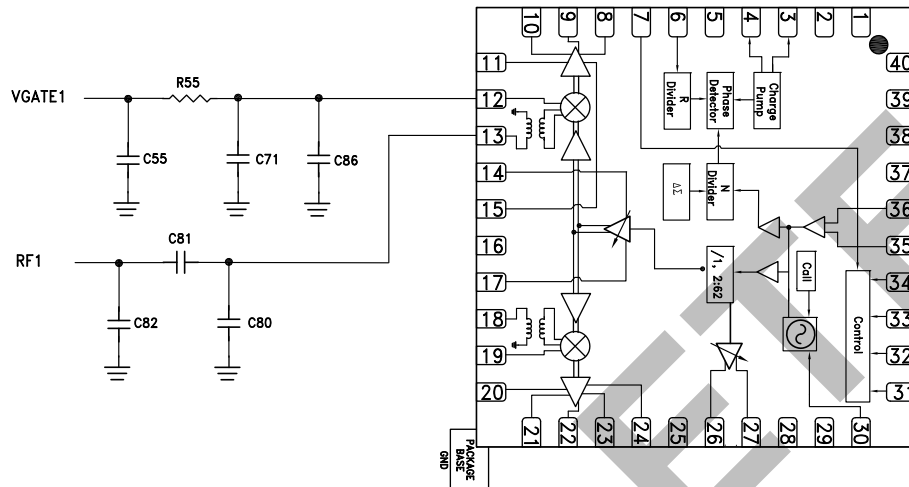 10
9
8
7
6
5
4
3
2
1
11
12
13
14
15
16
17
18
19
20
40
39
38
37
36
35
34
33
32
31
21
22
23
24
25
26
27
28
29
30
VGATE1
R55
C55
C71
C86
RF1
C81
C82
C80
R
Divider
Phase
Detector
Charge
Pump
ΔΣ
N
Divider
/1, 2:62
Call
Control
PACKAGE
BASE
GND
ETE